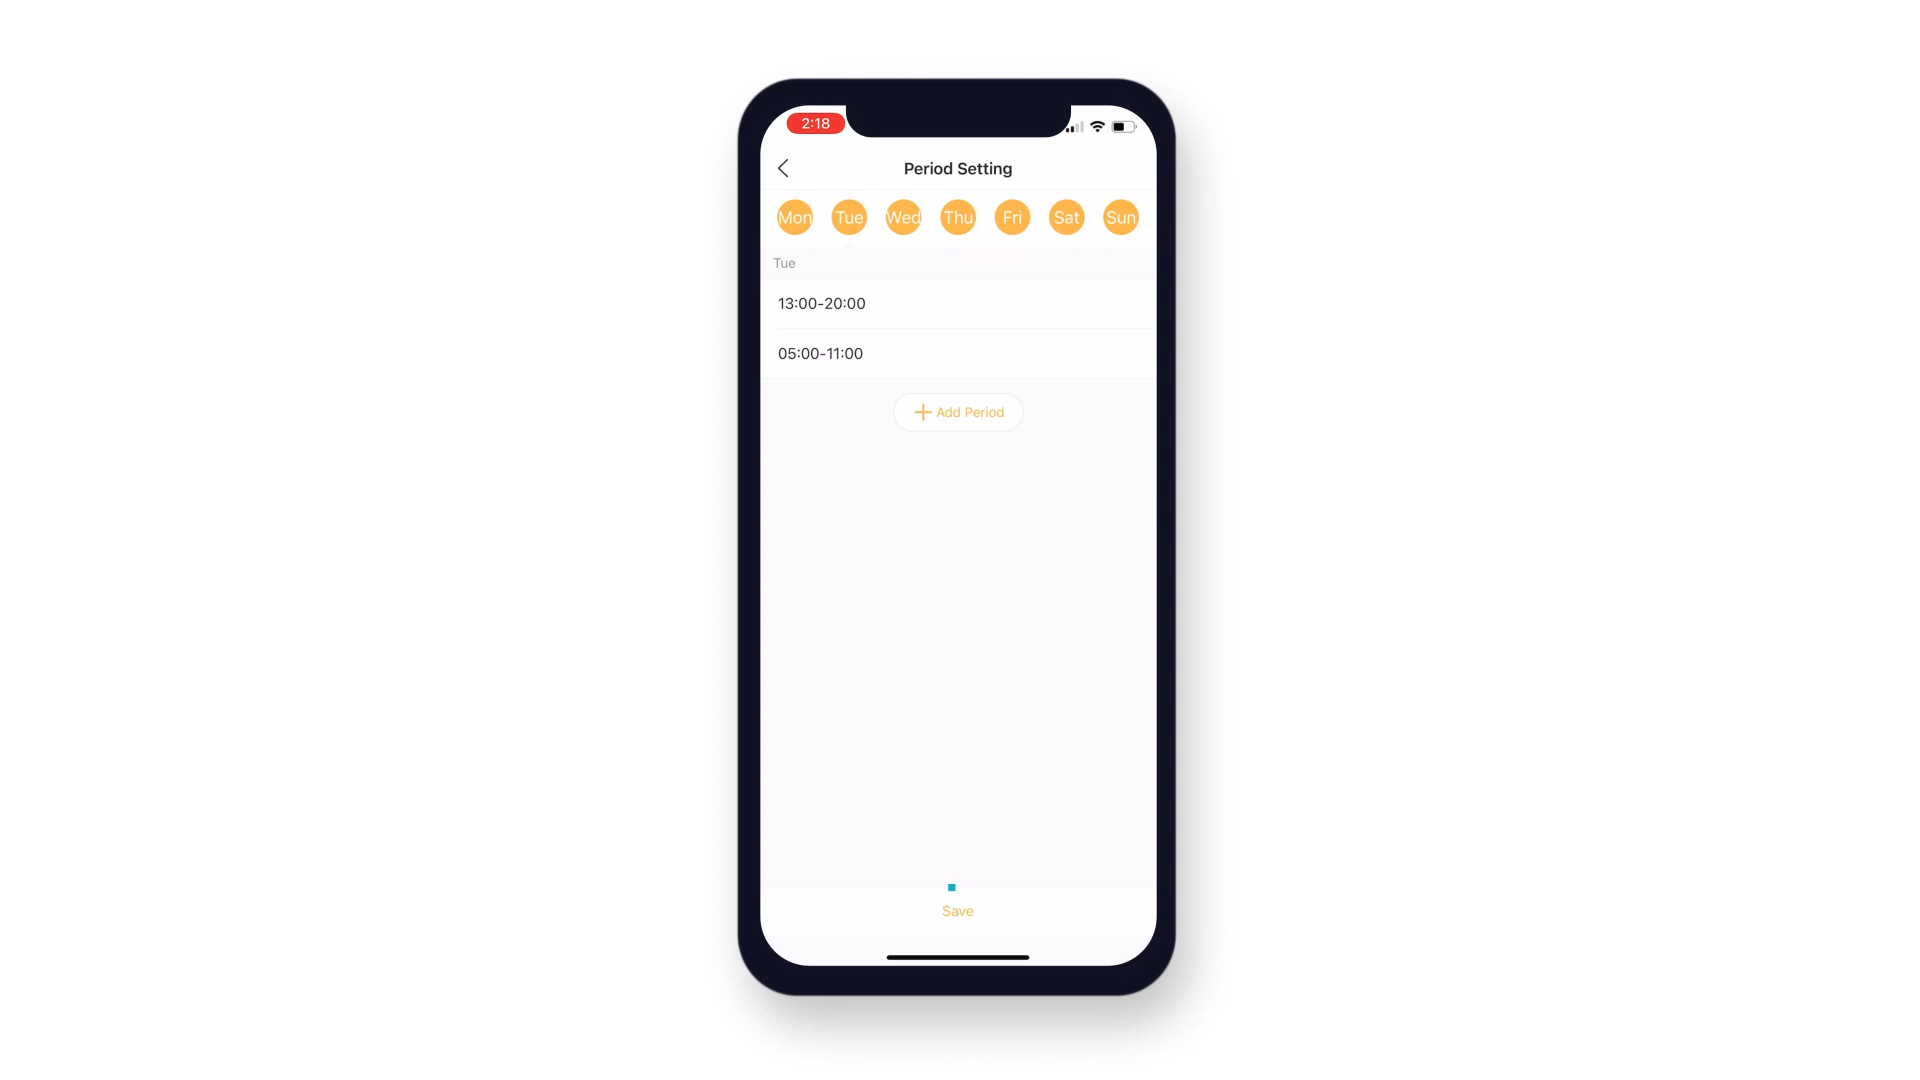 2:18
Period Setting
Mon Tue Wed Thu Fri Sat Sun
Tue
13:00-20:00
05:00-11:00
Add Period
Save